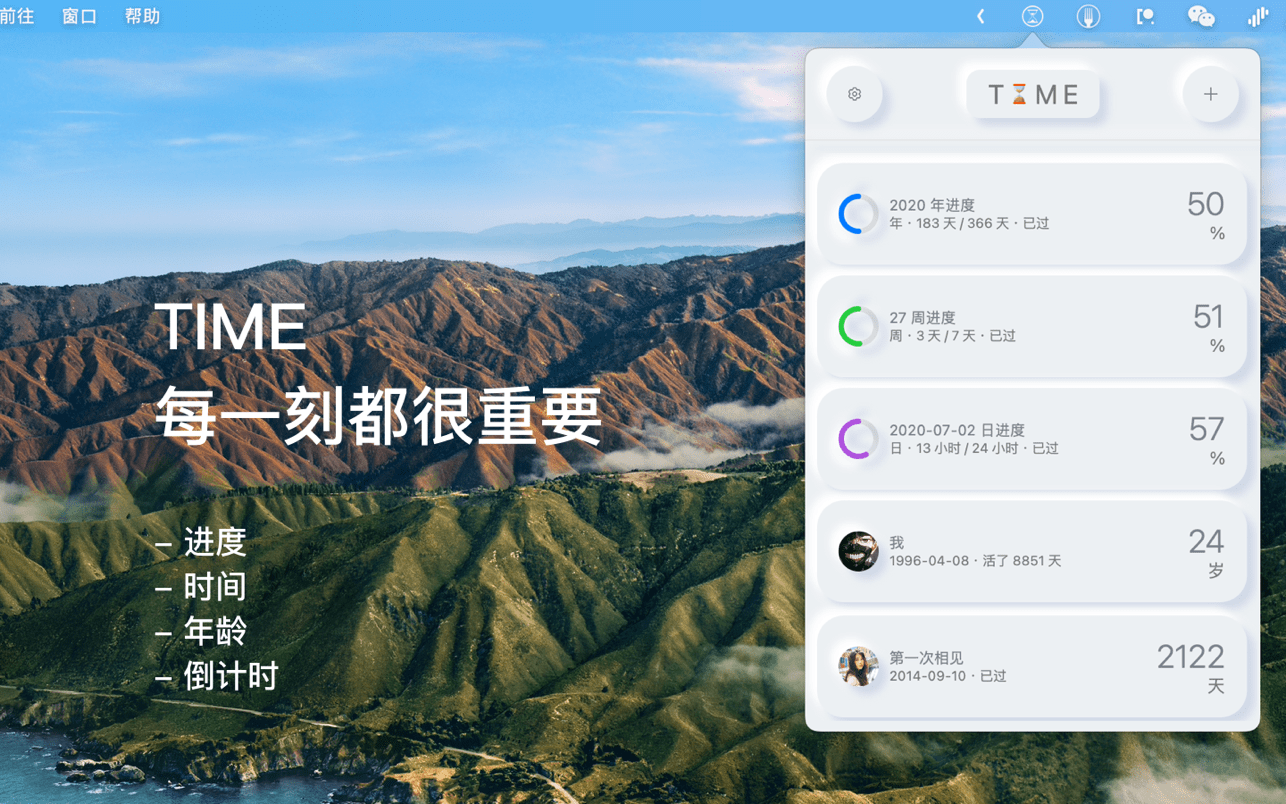 前往 窗口 帮助
TIME
每一刻都很重要
– 进度
– 时间
– 年龄
– 倒计时
T⌛ME
2020 年进度
年 · 183 天 / 366 天 · 已过
50
%
27 周进度
周 · 3 天 / 7 天 · 已过
51
%
2020-07-02 日进度
日 · 13 小时 / 24 小时 · 已过
57
%
我
1996-04-08 · 活了 8851 天
24
岁
第一次相见
2014-09-10 · 已过
2122
天